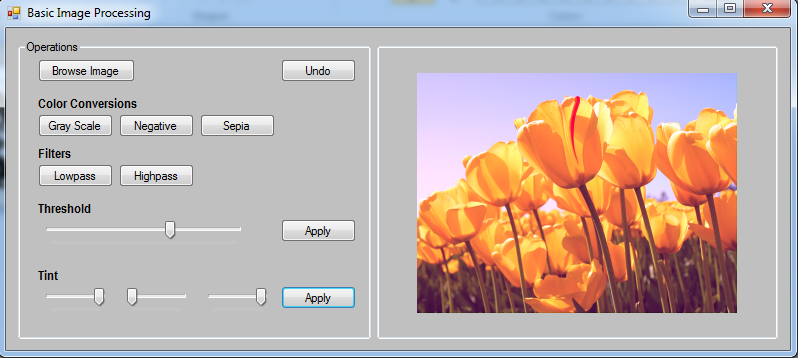 Basic Image Processing
Operations
Browse Image Undo
Color Conversions
Gray Scale Negative Sepia
Filters
Lowpass Highpass
Threshold
Apply
Tint
Apply